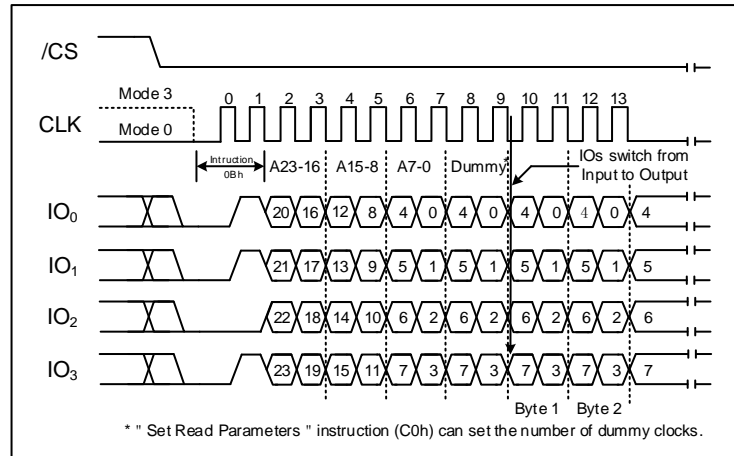 /CS
Mode 3
0 1 2 3 4 5 6 7 8 9 10 11 12 13
CLK
Mode 0
Intruction
0Bh
A23-16 A15-8 A7-0 Dummy*
IOs switch from
Input to Output
IO0 20 16 12 8 4 0 4 0 4 0 4 0 4
IO1 21 17 13 9 5 1 5 1 5 1 5 1 5
IO2 22 18 14 10 6 2 6 2 6 2 6 2 6
IO3 23 19 15 11 7 3 7 3 7 3 7 3 7
Byte 1 Byte 2
* " Set Read Parameters " instruction (C0h) can set the number of dummy clocks.